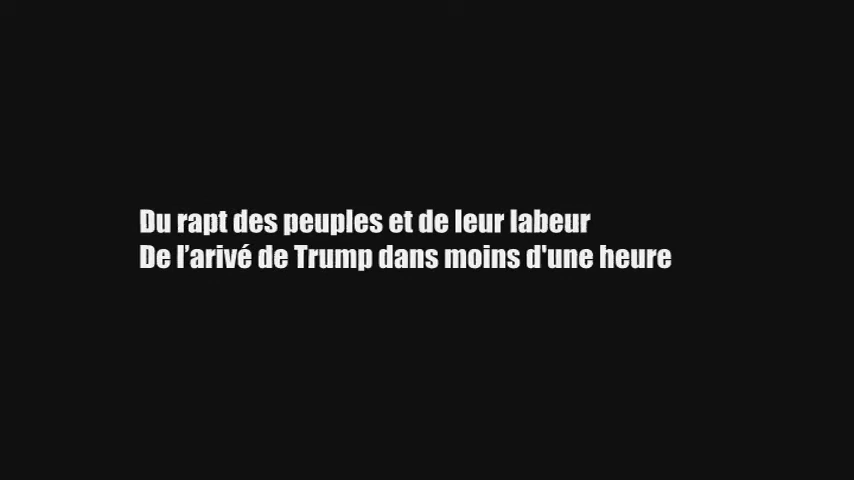 Du rapt des peuples et de leur labeur
De l’arivé de Trump dans moins d'une heure